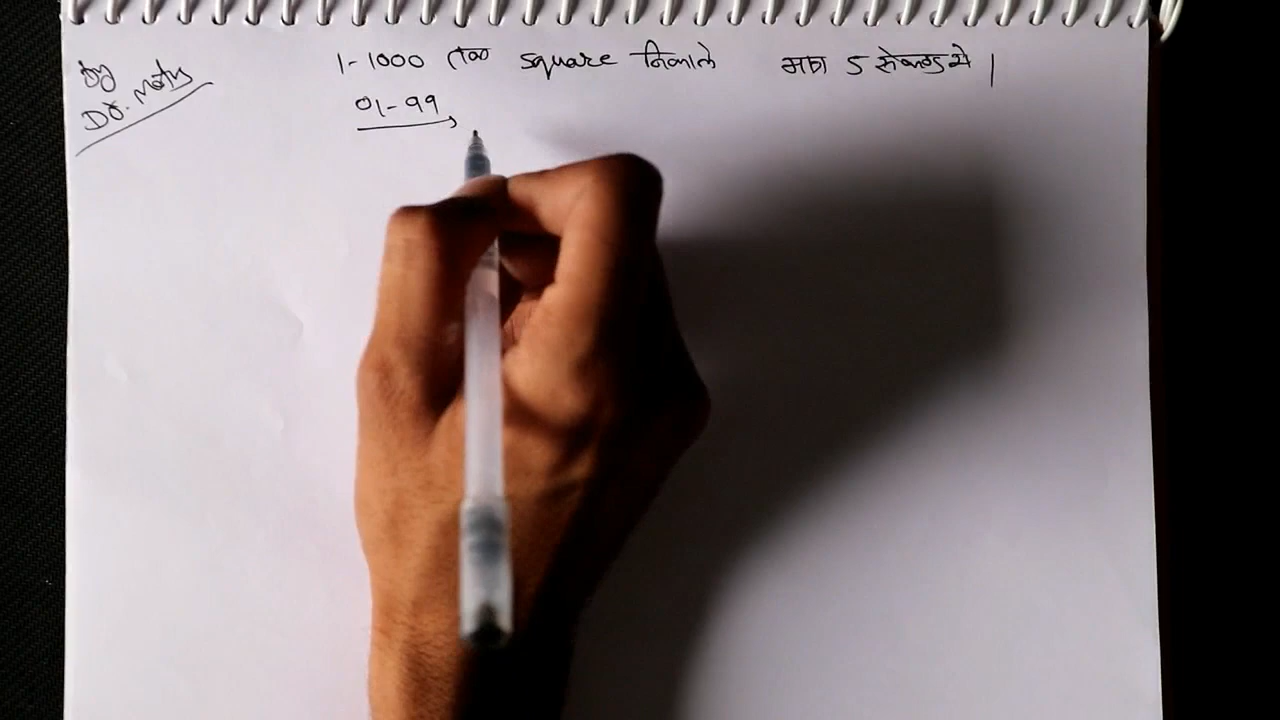 By
Dr. Maths
1-1000 तक square निकाले मात्र 5 सेकण्ड में |
01-99